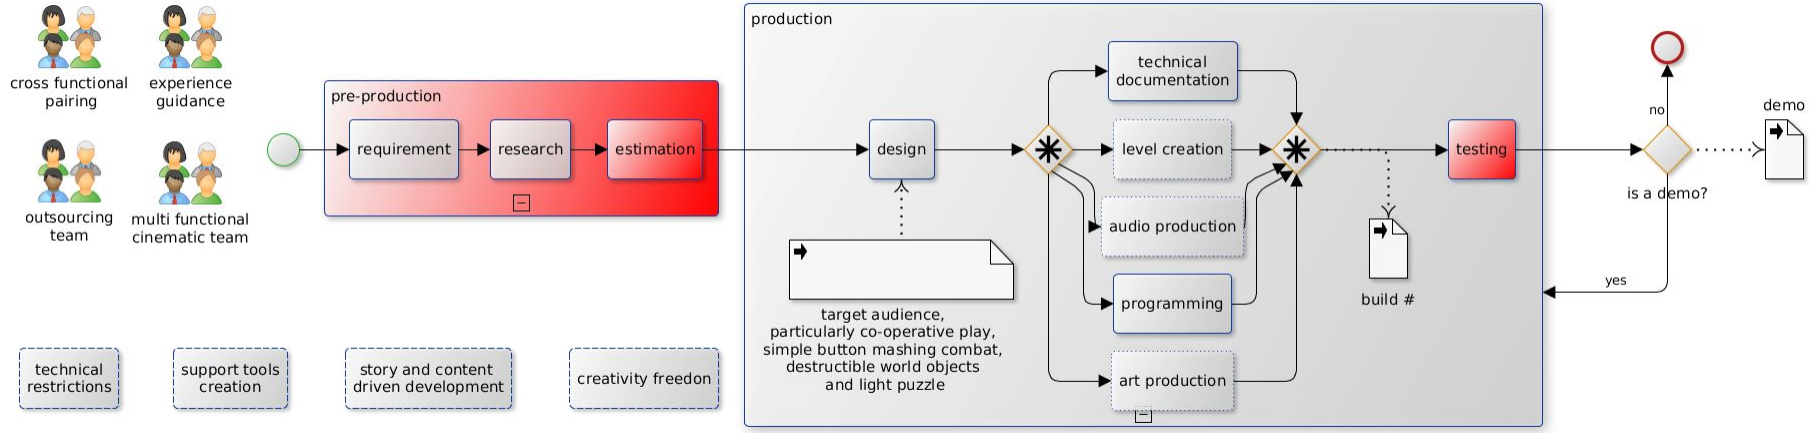 cross functional
pairing
experience
guidance
outsourcing
team
multi functional
cinematic team
pre-production
requirement
research
estimation
production
design
target audience,
particularly co-operative play,
simple button mashing combat,
destructible world objects
and light puzzle
technical
documentation
level creation
audio production
programming
art production
build #
testing
no
is a demo?
yes
demo
technical
restrictions
support tools
creation
story and content
driven development
creativity freedon